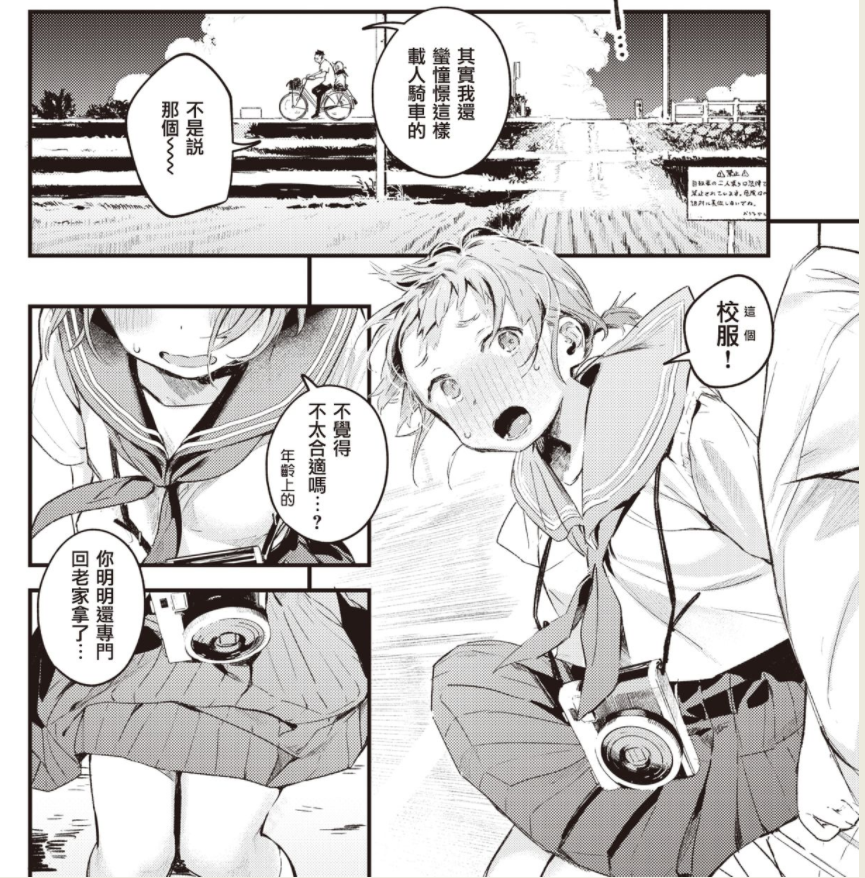 其實我還
蠻憧憬這樣
載人騎車的
不是說
那個~~~
禁止
這個
校服！
不覺得
不太合適嗎…?
年齡上的
你明明還專門
回老家拿了…